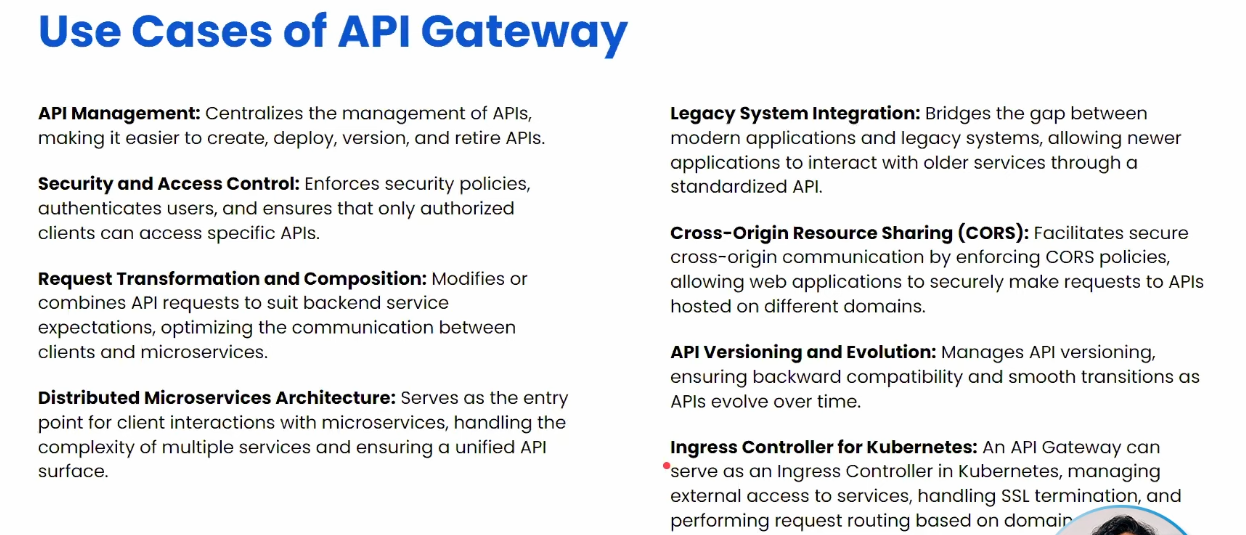 Use Cases of API Gateway
API Management: Centralizes the management of APIs,
making it easier to create, deploy, version, and retire APIs.
Security and Access Control: Enforces security policies,
authenticates users, and ensures that only authorized
clients can access specific APIs.
Request Transformation and Composition: Modifies or
combines API requests to suit backend service
expectations, optimizing the communication between
clients and microservices.
Distributed Microservices Architecture: Serves as the entry
point for client interactions with microservices, handling the
complexity of multiple services and ensuring a unified API
surface.
Legacy System Integration: Bridges the gap between
modern applications and legacy systems, allowing newer
applications to interact with older services through a
standardized API.
Cross-Origin Resource Sharing (CORS): Facilitates secure
cross-origin communication by enforcing CORS policies,
allowing web applications to securely make requests to APIs
hosted on different domains.
API Versioning and Evolution: Manages API versioning,
ensuring backward compatibility and smooth transitions as
APIs evolve over time.
Ingress Controller for Kubernetes: An API Gateway can
serve as an Ingress Controller in Kubernetes, managing
external access to services, handling SSL termination, and
performing request routing based on domain